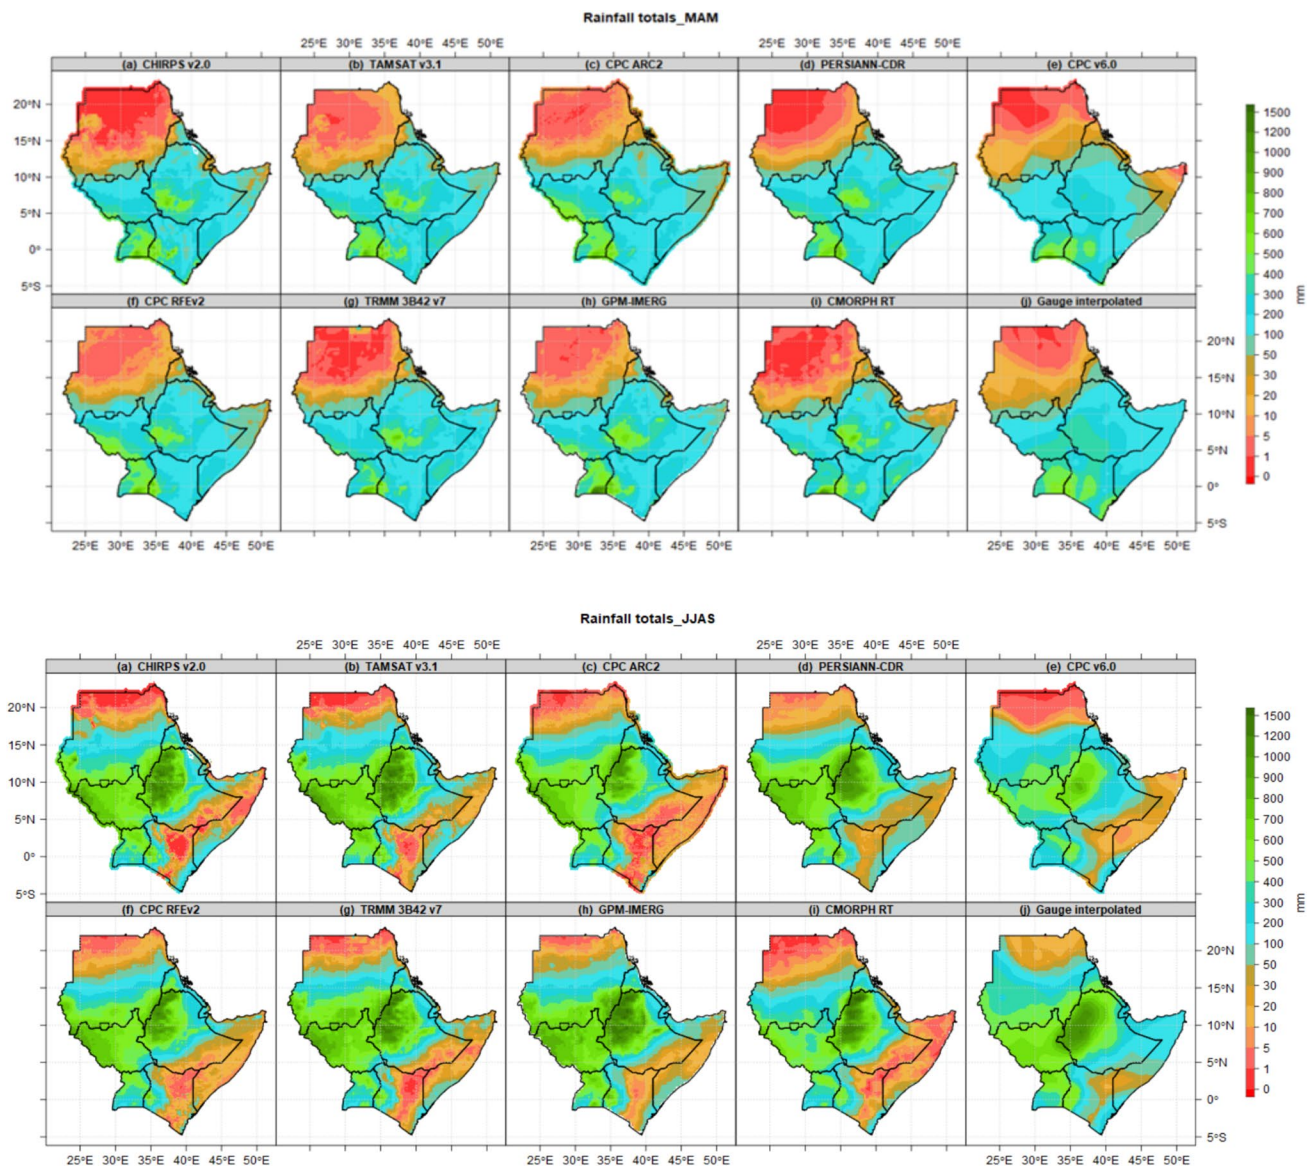 Rainfall totals_MAM
25°E 30°E 35°E 40°E 45°E 50°E 25°E 30°E 35°E 40°E 45°E 50°E
(a) CHIRPS v2.0 (b) TAMSAT v3.1 (c) CPC ARC2 (d) PERSIANN-CDR (e) CPC v6.0
20°N
15°N
10°N
5°N
0°
5°S
(f) CPC RFEv2 (g) TRMM 3B42 v7 (h) GPM-IMERG (i) CMORPH RT (j) Gauge interpolated
20°N
15°N
10°N
5°N
0°
5°S
25°E 30°E 35°E 40°E 45°E 50°E 25°E 30°E 35°E 40°E 45°E 50°E 25°E 30°E 35°E 40°E 45°E 50°E
1500
1200
1000
900
800
700
600
500
400
300
200
100
50
30
20
10
5
1
0
mm
Rainfall totals_JJAS
25°E 30°E 35°E 40°E 45°E 50°E 25°E 30°E 35°E 40°E 45°E 50°E
(a) CHIRPS v2.0 (b) TAMSAT v3.1 (c) CPC ARC2 (d) PERSIANN-CDR (e) CPC v6.0
20°N
15°N
10°N
5°N
0°
5°S
(f) CPC RFEv2 (g) TRMM 3B42 v7 (h) GPM-IMERG (i) CMORPH RT (j) Gauge interpolated
20°N
15°N
10°N
5°N
0°
5°S
25°E 30°E 35°E 40°E 45°E 50°E 25°E 30°E 35°E 40°E 45°E 50°E 25°E 30°E 35°E 40°E 45°E 50°E
1500
1200
1000
900
800
700
600
500
400
300
200
100
50
30
20
10
5
1
0
mm